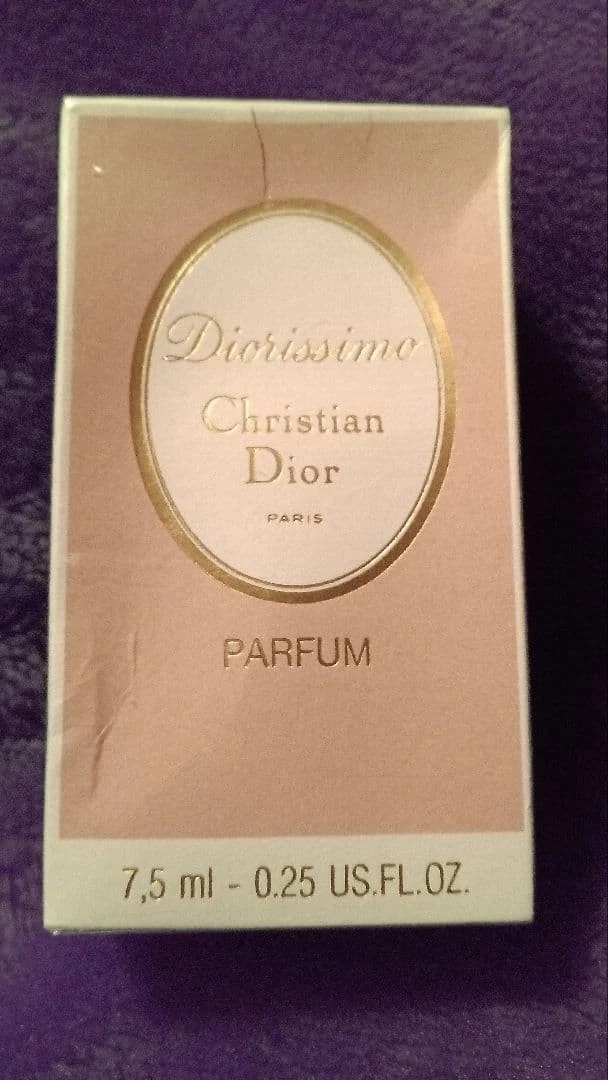 Diorissimo
Christian
Dior
PARIS
PARFUM
7,5 ml - 0.25 US.FL.OZ.